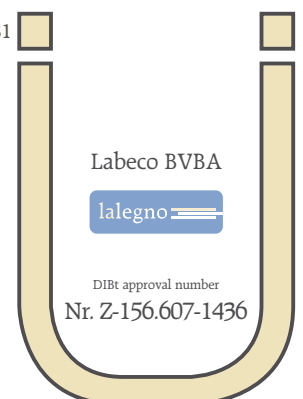 Labeco BVBA
lalegno
DIBt approval number
Nr. Z-156.607-1436